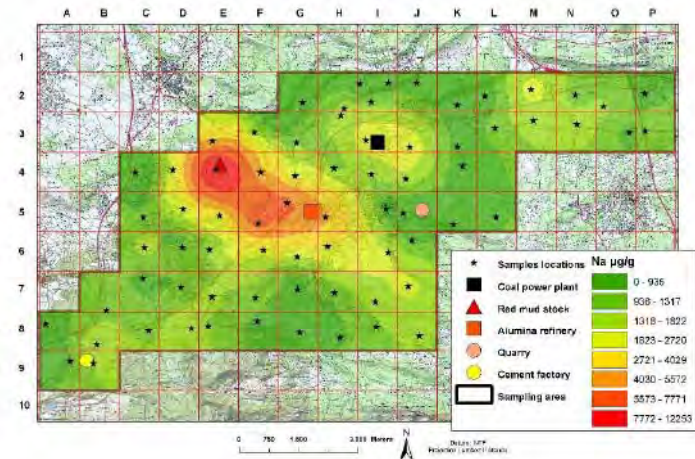 A B C D E F G H I J K L M N O P
1
2
3
4
5
6
7
8
9
10
Samples locations
Coal power plant
Red mud stock
Alumina refinery
Quarry
Cement factory
Sampling area
Na µg/g
0 - 935
936 - 1317
1318 - 1822
1823 - 2720
2721 - 4029
4030 - 5572
5573 - 7771
7772 - 12253
0 750 1.500 Meters
N